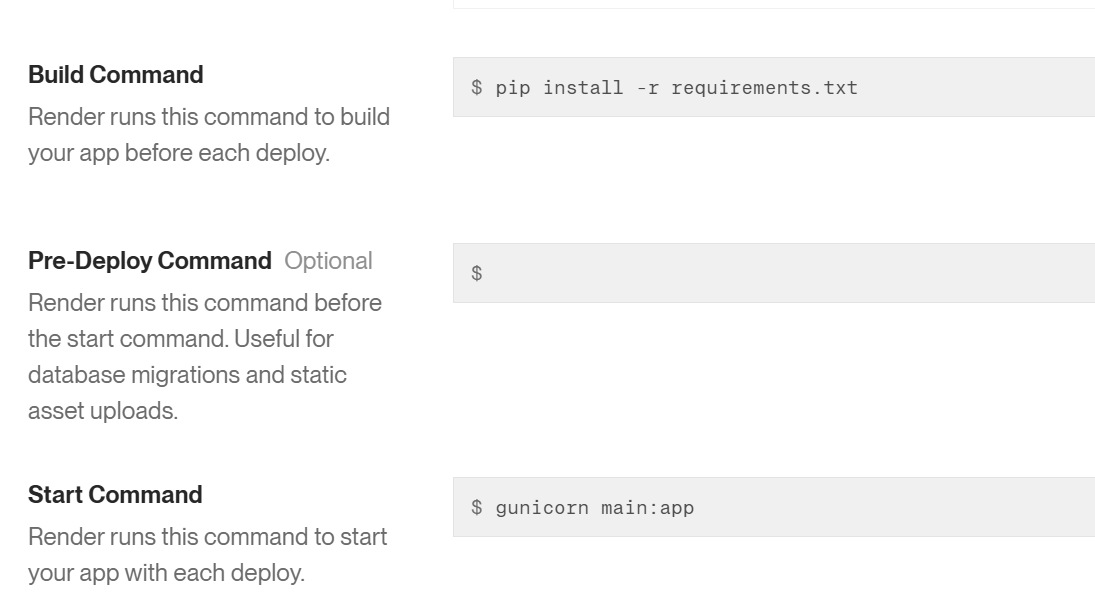 Build Command
$ pip install -r requirements.txt
Render runs this command to build
your app before each deploy.
Pre-Deploy Command Optional
$
Render runs this command before
the start command. Useful for
database migrations and static
asset uploads.
Start Command
$ gunicorn main:app
Render runs this command to start
your app with each deploy.